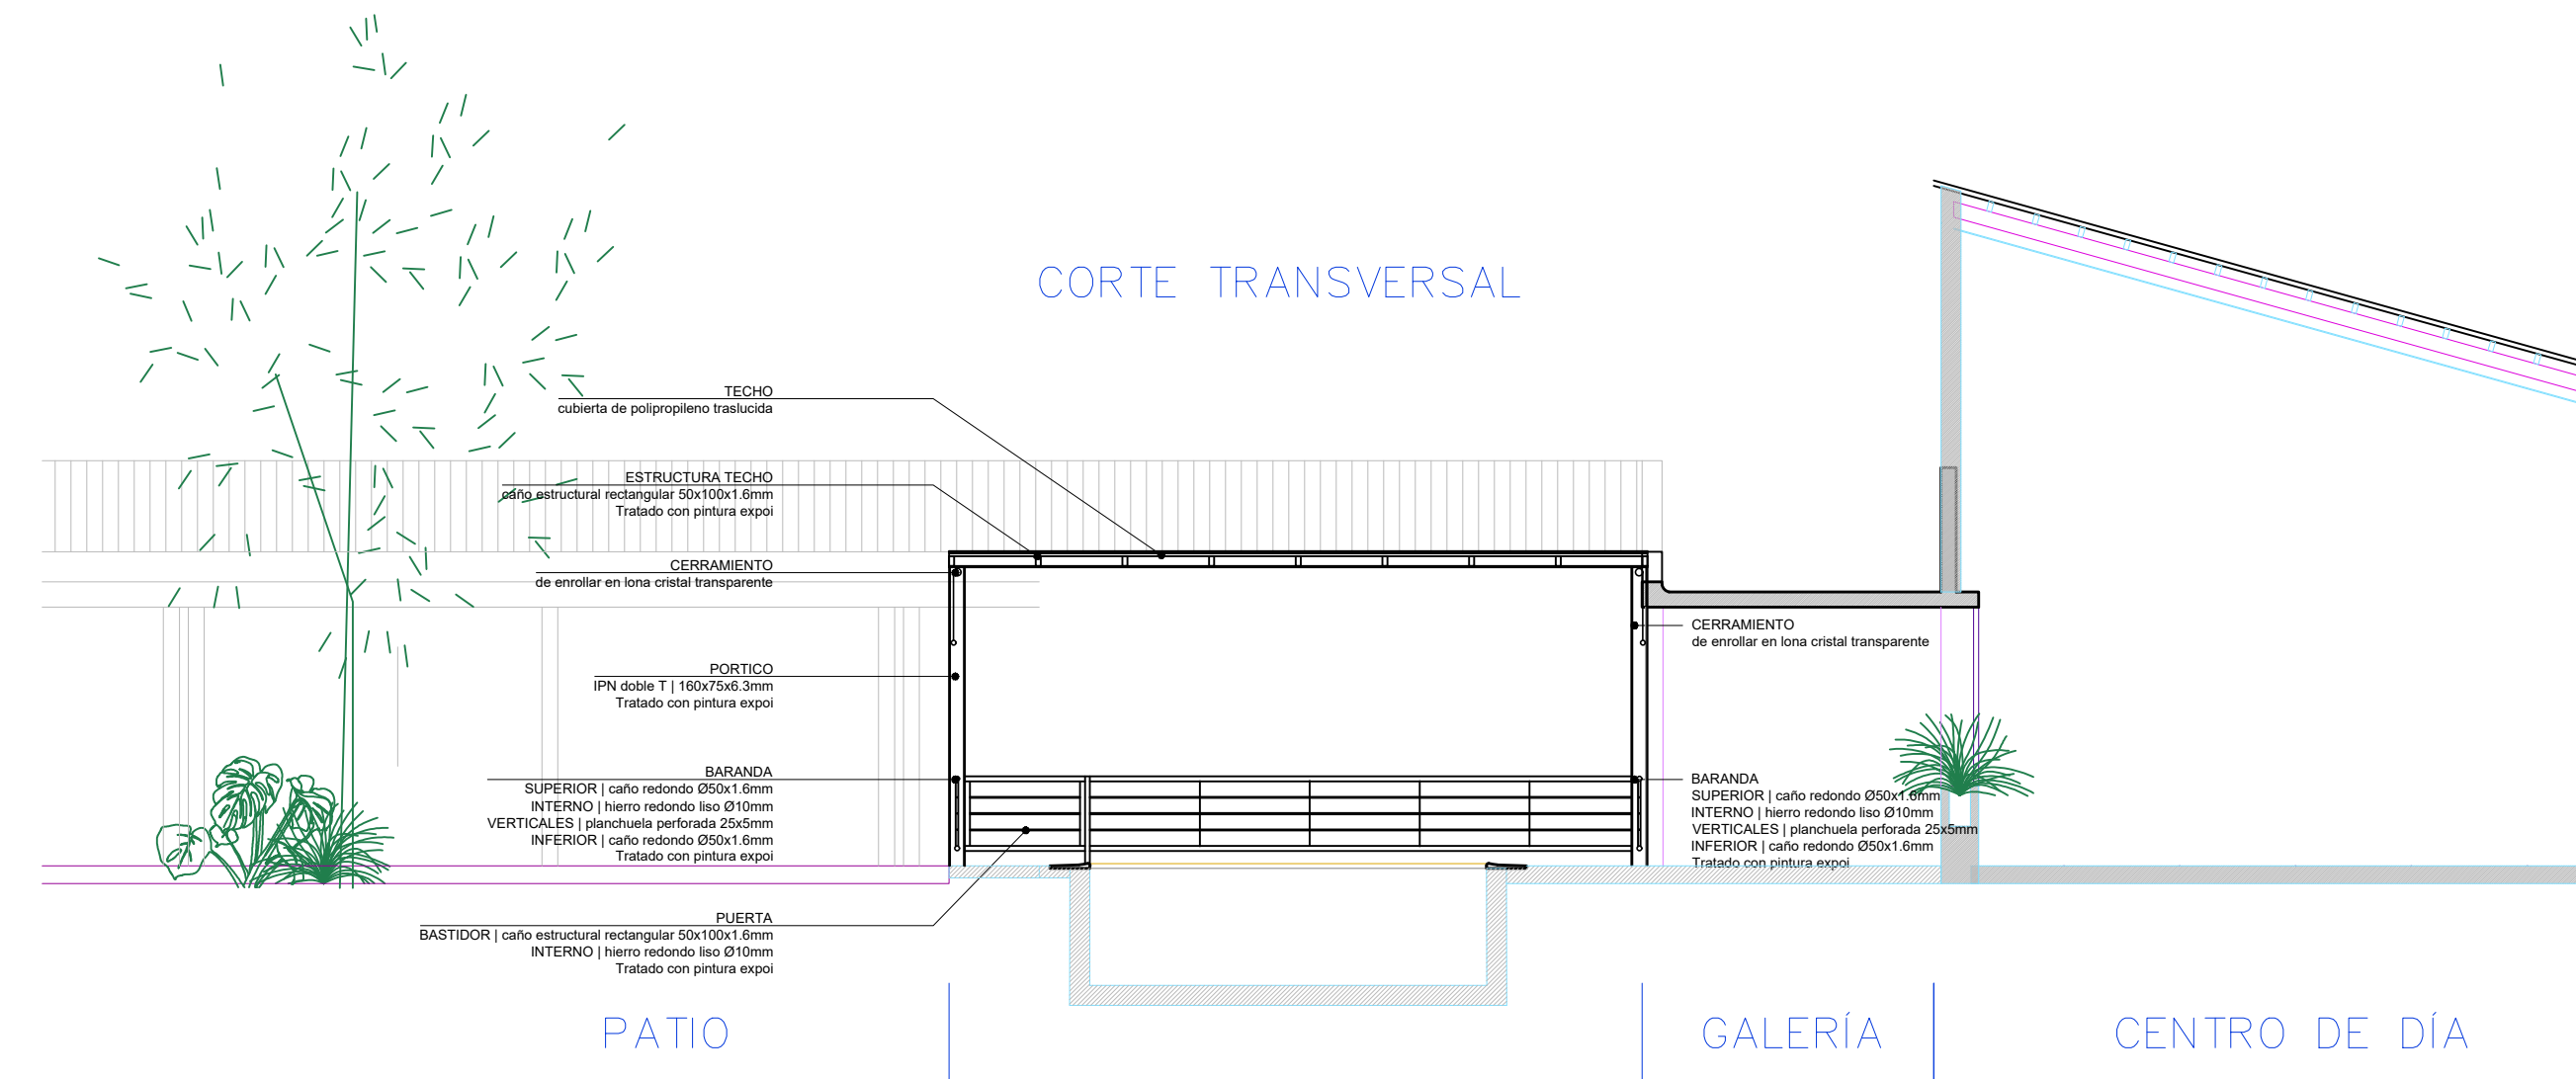 CORTE TRANSVERSAL
TECHO
cubierta de polipropileno traslucida
ESTRUCTURA TECHO
caño estructural rectangular 50x100x1.6mm
Tratado con pintura expoi
CERRAMIENTO
de enrollar en lona cristal transparente
PORTICO
IPN doble T | 160x75x6.3mm
Tratado con pintura expoi
BARANDA
SUPERIOR | caño redondo Ø50x1.6mm
INTERNO | hierro redondo liso Ø10mm
VERTICALES | planchuela perforada 25x5mm
INFERIOR | caño redondo Ø50x1.6mm
Tratado con pintura expoi
PUERTA
BASTIDOR | caño estructural rectangular 50x100x1.6mm
INTERNO | hierro redondo liso Ø10mm
Tratado con pintura expoi
CERRAMIENTO
de enrollar en lona cristal transparente
BARANDA
SUPERIOR | caño redondo Ø50x1.6mm
INTERNO | hierro redondo liso Ø10mm
VERTICALES | planchuela perforada 25x5mm
INFERIOR | caño redondo Ø50x1.6mm
Tratado con pintura expoi
PATIO
GALERÍA
CENTRO DE DÍA